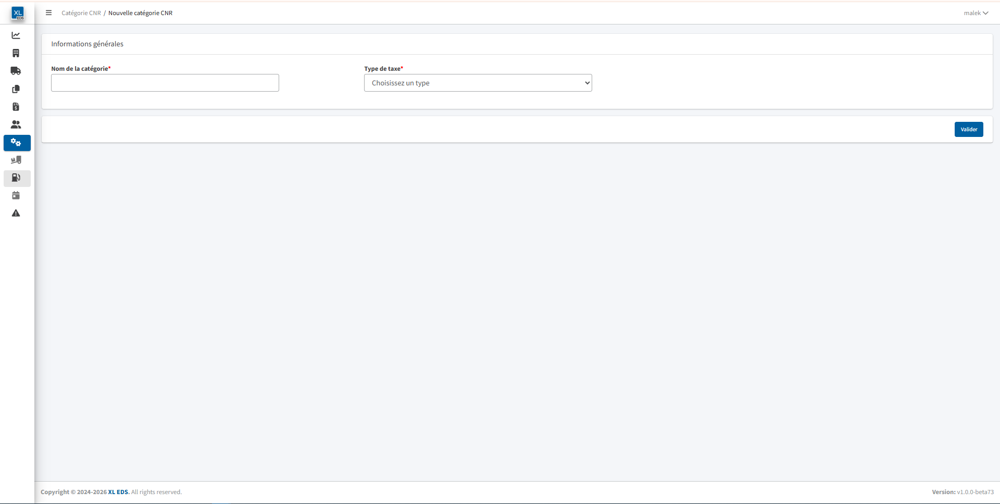 XL
EDS
Catégorie CNR / Nouvelle catégorie CNR
malek
Informations générales
Nom de la catégorie*
Type de taxe*
Choisissez un type
Valider
Copyright © 2024-2026 XL EDS. All rights reserved.
Version: v1.0.0-beta73